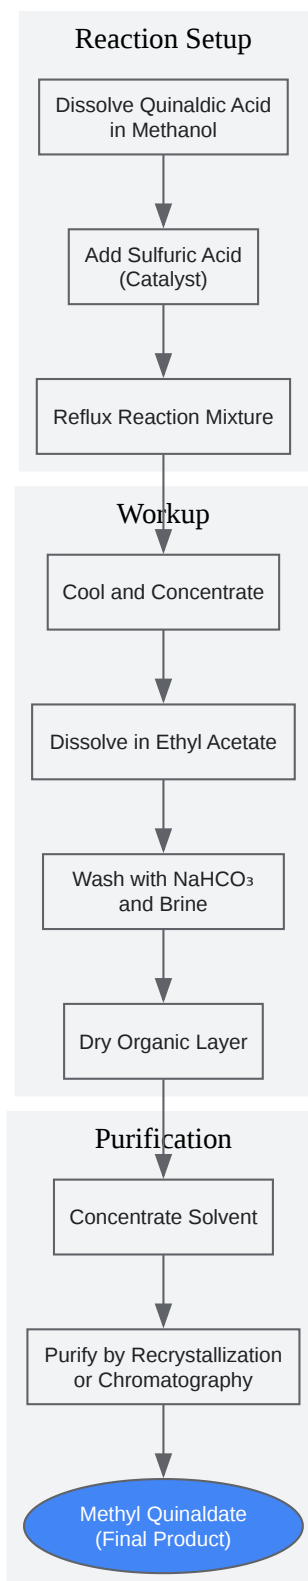 Reaction Setup
Dissolve Quinaldic Acid
in Methanol
Add Sulfuric Acid
(Catalyst)
Reflux Reaction Mixture
Workup
Cool and Concentrate
Dissolve in Ethyl Acetate
Wash with NaHCO₃
and Brine
Dry Organic Layer
Purification
Concentrate Solvent
Purify by Recrystallization
or Chromatography
Methyl Quinaldate
(Final Product)